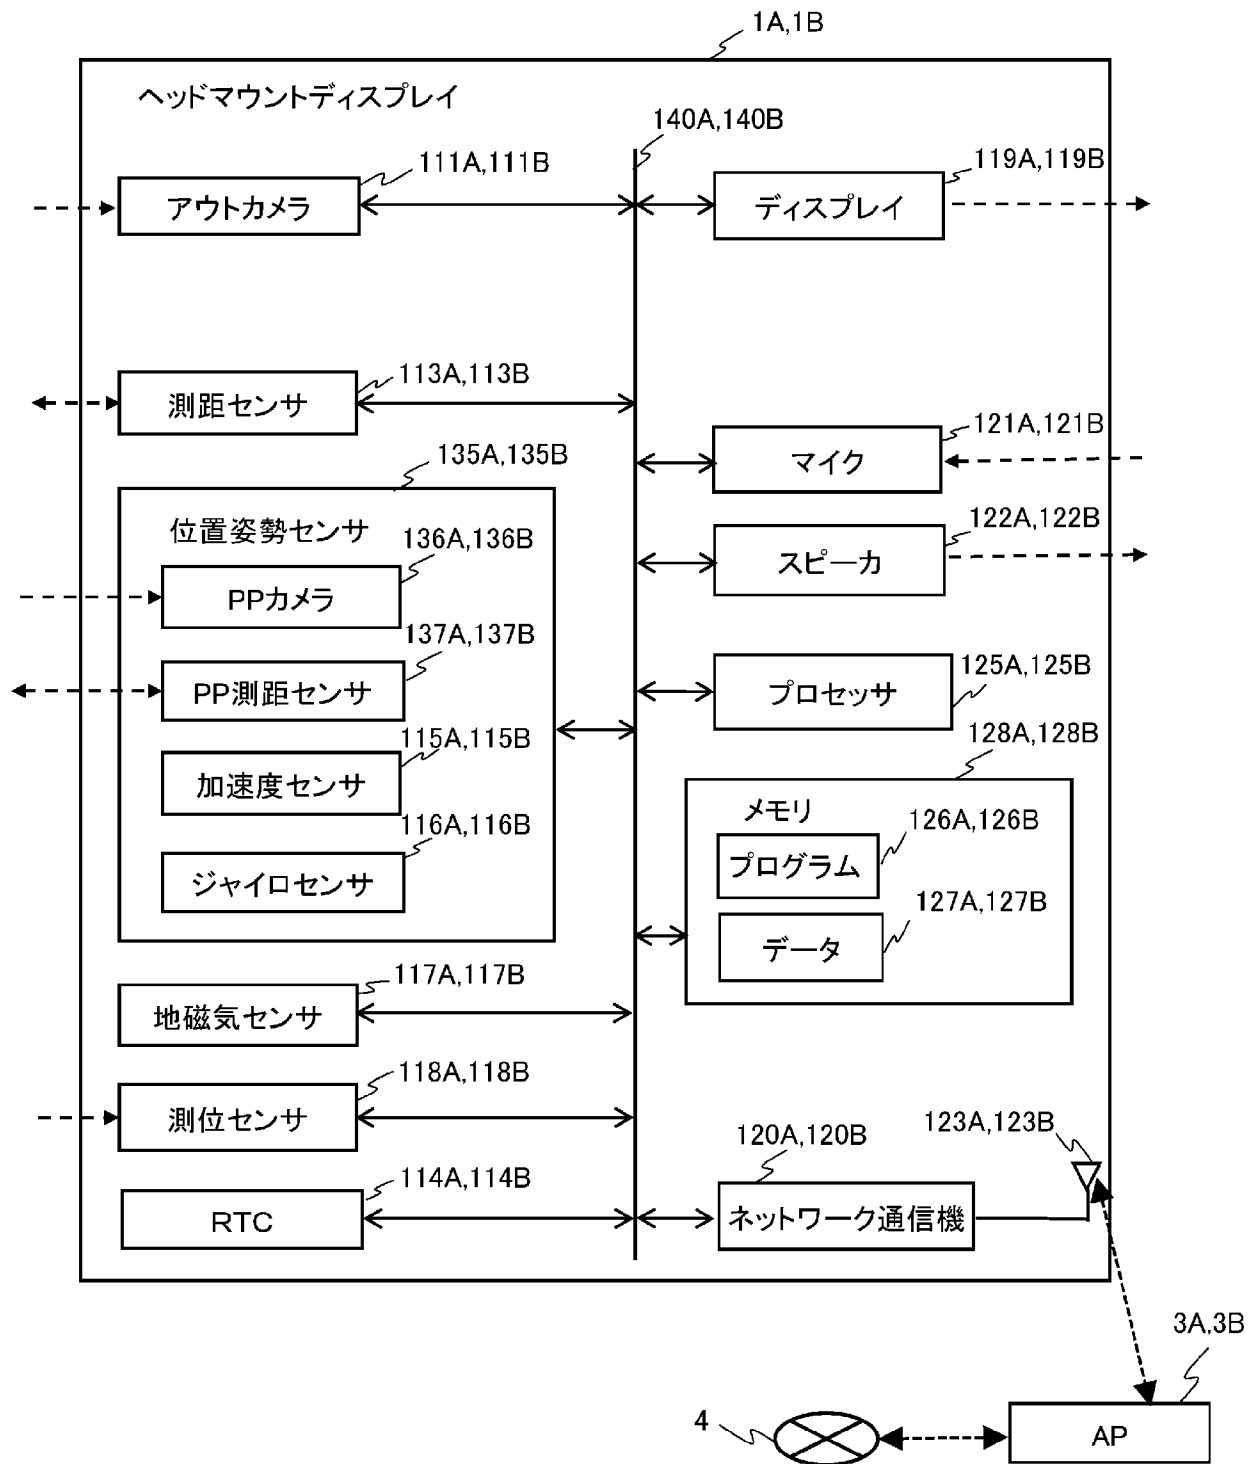 1A,1B
ヘッドマウントディスプレイ
140A,140B
111A,111B
アウトカメラ
119A,119B
ディスプレイ
113A,113B
測距センサ
121A,121B
マイク
135A,135B
位置姿勢センサ
136A,136B
PPカメラ
122A,122B
スピーカ
137A,137B
PP測距センサ
125A,125B
プロセッサ
115A,115B
加速度センサ
128A,128B
メモリ
126A,126B
プログラム
116A,116B
ジャイロセンサ
127A,127B
データ
117A,117B
地磁気センサ
118A,118B
測位センサ
114A,114B
RTC
120A,120B
ネットワーク通信機
123A,123B
3A,3B
AP
4